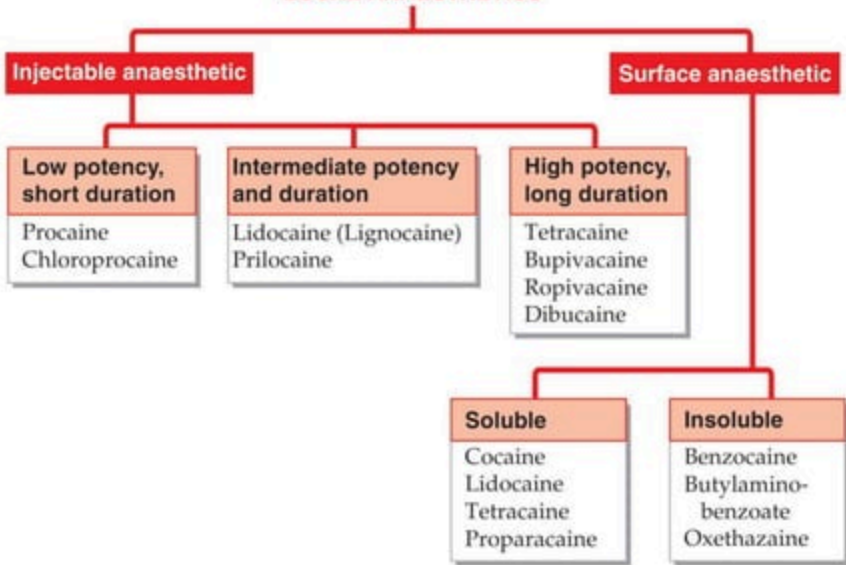 Injectable anaesthetic
Surface anaesthetic
Low potency,
short duration
Procaine
Chloroprocaine
Intermediate potency
and duration
Lidocaine (Lignocaine)
Prilocaine
High potency,
long duration
Tetracaine
Bupivacaine
Ropivacaine
Dibucaine
Soluble
Cocaine
Lidocaine
Tetracaine
Proparacaine
Insoluble
Benzocaine
Butylamino-
benzoate
Oxethazaine